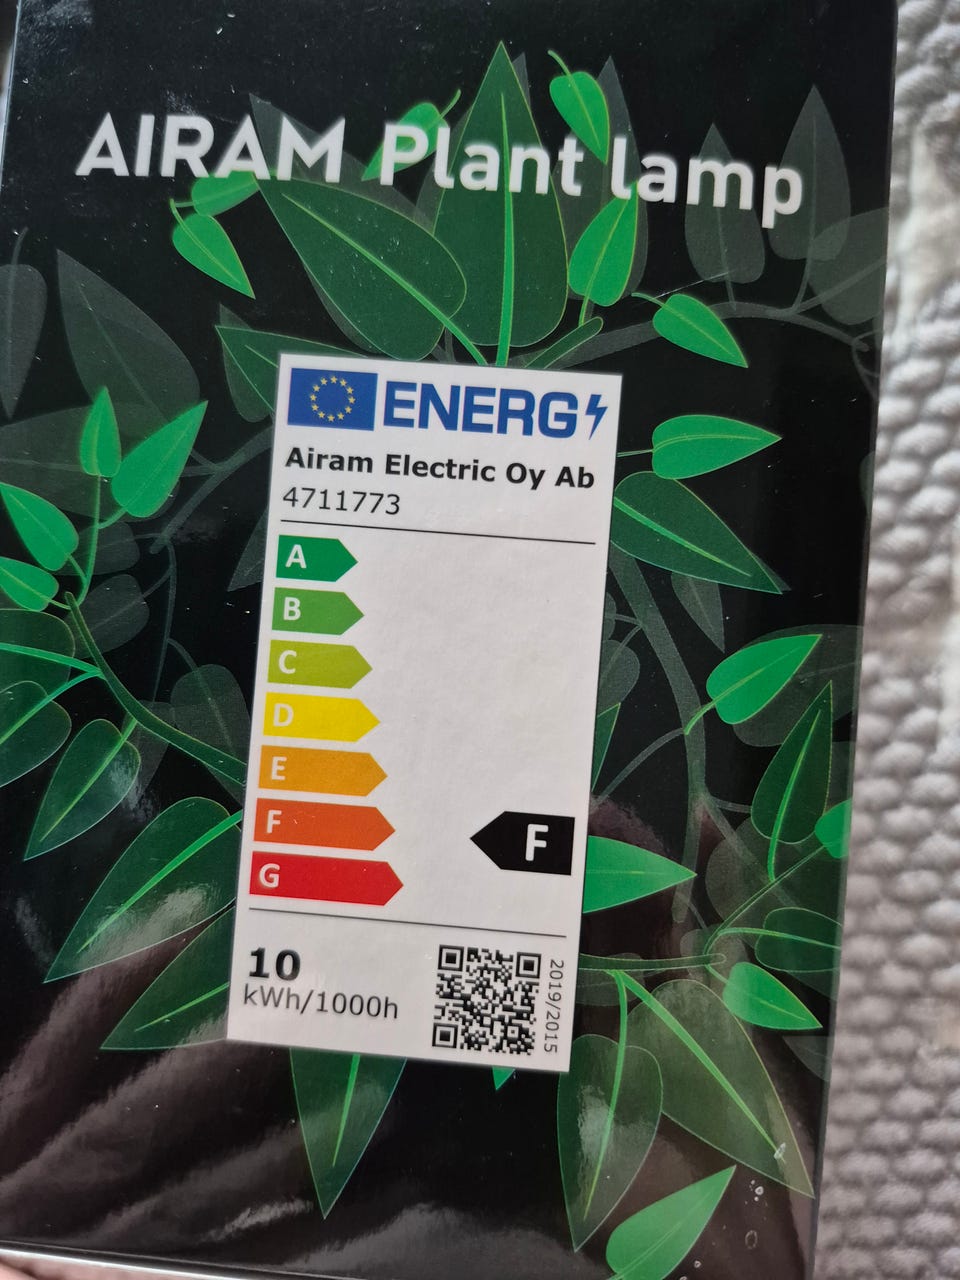 AIRAM Plant lamp
ENERG
Airam Electric Oy Ab
4711773
A
B
C
D
E
F
F
G
10
kWh/1000h
2019/2015